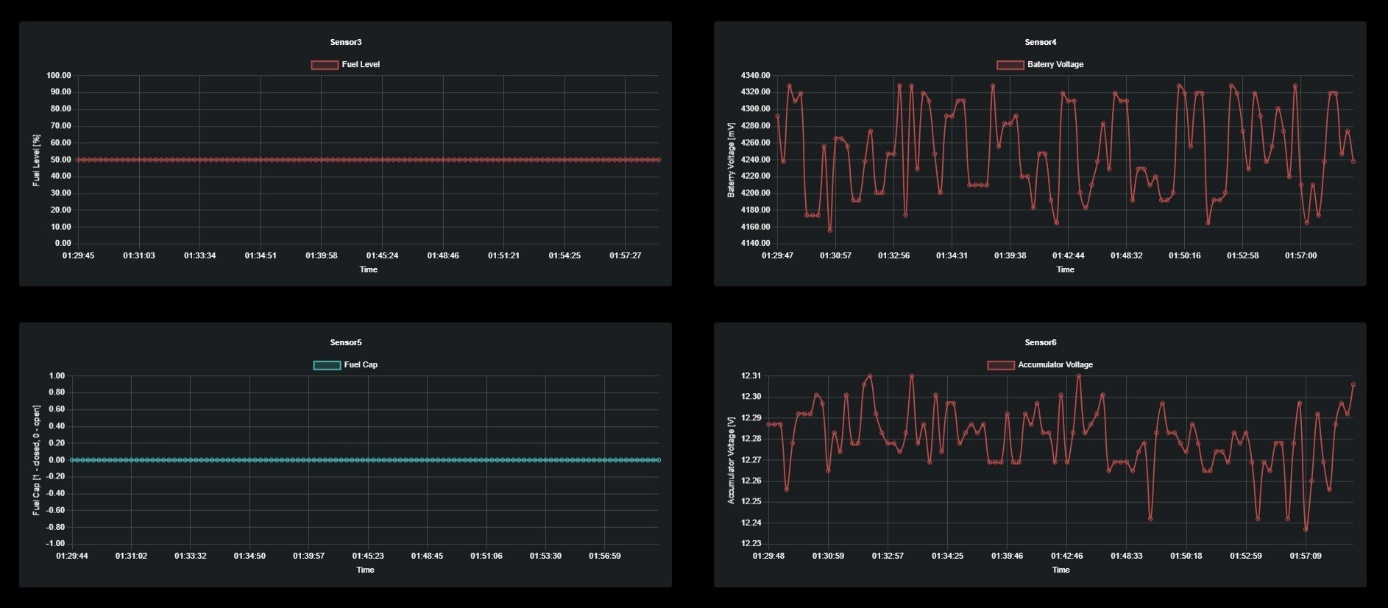 Sensor3
Fuel Level
Fuel Level [%]
100.00
90.00
80.00
70.00
60.00
50.00
40.00
30.00
20.00
10.00
0.00
01:29:45 01:31:03 01:33:34 01:34:51 01:39:58 01:45:24 01:48:46 01:51:21 01:54:25 01:57:27
Time
Sensor4
Baterry Voltage
Baterry Voltage [mV]
4340.00
4320.00
4300.00
4280.00
4260.00
4240.00
4220.00
4200.00
4180.00
4160.00
4140.00
01:29:47 01:30:57 01:32:56 01:34:31 01:39:38 01:42:44 01:48:32 01:50:16 01:52:58 01:57:00
Time
Sensor5
Fuel Cap
Fuel Cap [1 - closed, 0 - open]
1.00
0.80
0.60
0.40
0.20
0.00
-0.20
-0.40
-0.60
-0.80
-1.00
01:29:44 01:31:02 01:33:32 01:34:50 01:39:57 01:45:23 01:48:45 01:51:06 01:53:30 01:56:59
Time
Sensor6
Accumulator Voltage
Accumulator Voltage [V]
12.31
12.30
12.29
12.28
12.27
12.26
12.25
12.24
12.23
01:29:48 01:30:59 01:32:57 01:34:25 01:39:46 01:42:46 01:48:33 01:50:18 01:52:59 01:57:09
Time